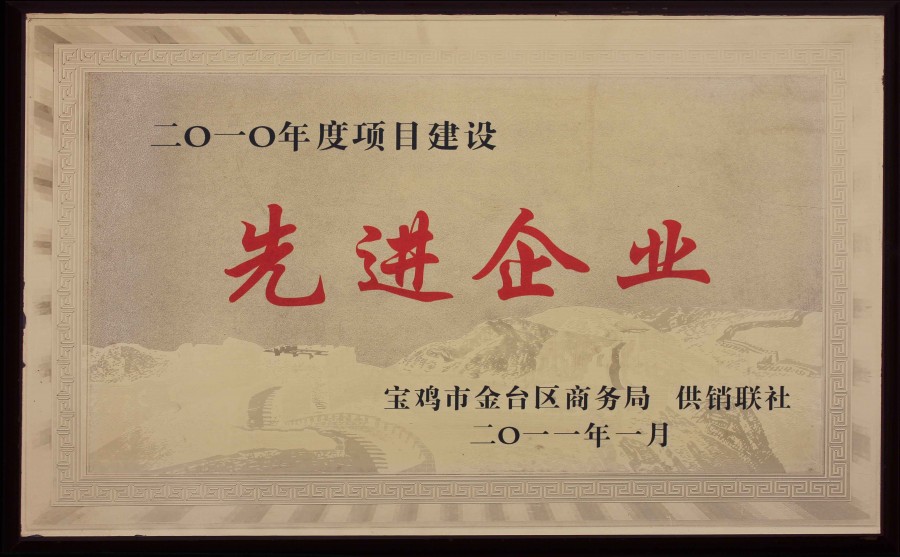 二〇一〇年度项目建设
先进企业
宝鸡市金台区商务局 供销联社
二〇一一年一月